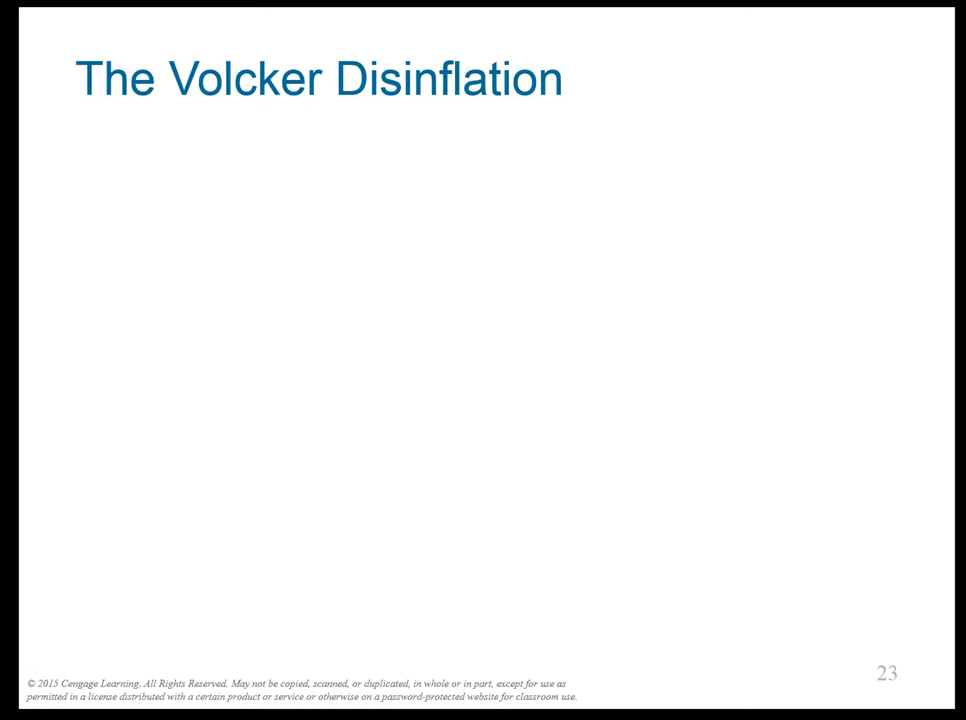 The Volcker Disinflation
23
© 2015 Cengage Learning. All Rights Reserved. May not be copied, scanned, or duplicated, in whole or in part, except for use as
permitted in a license distributed with a certain product or service or otherwise on a password-protected website for classroom use.